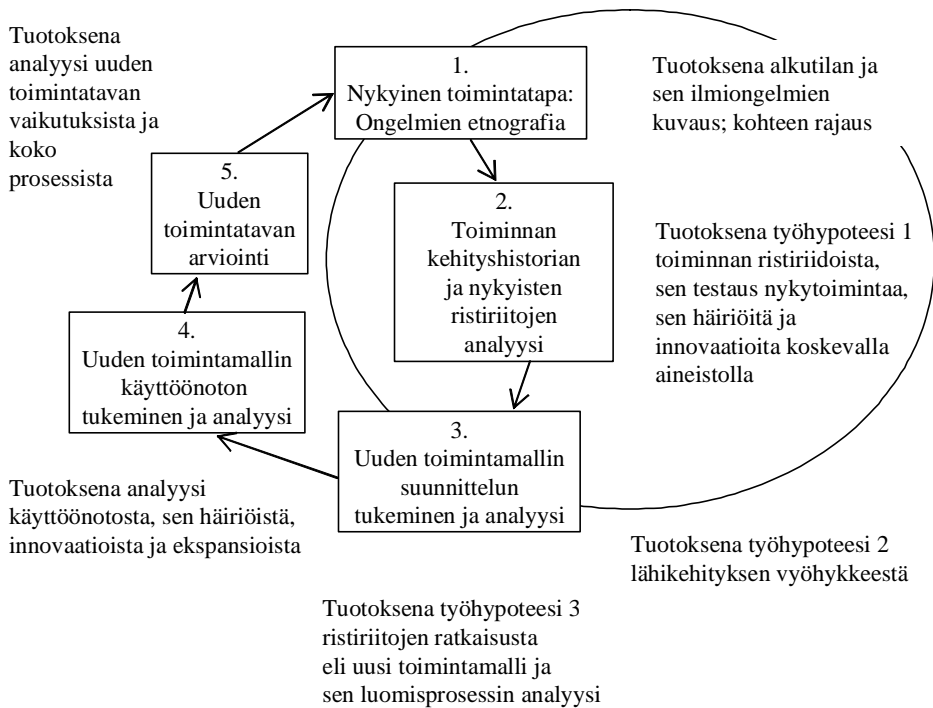 Tuotoksena
analyysi uuden
toimintatavan
vaikutuksista ja
koko
prosessista
1.
Nykyinen toimintatapa:
Ongelmien etnografia
Tuotoksena alkutilan ja
sen ilmiongelmien
kuvaus; kohteen rajaus
5.
Uuden
toimintatavan
arviointi
2.
Toiminnan
kehityshistorian
ja nykyisten
ristiriitojen
analyysi
Tuotoksena työhypoteesi 1
toiminnan ristiriidoista,
sen testaus nykytoimintaa,
sen häiriöitä ja
innovaatioita koskevalla
aineistolla
4.
Uuden toimintamallin
käyttöönoton
tukeminen ja analyysi
3.
Uuden toimintamallin
suunnittelun
tukeminen ja analyysi
Tuotoksena analyysi
käyttöönotosta, sen häiriöistä,
innovaatioista ja ekspansioista
Tuotoksena työhypoteesi 2
lähikehityksen vyöhykkeestä
Tuotoksena työhypoteesi 3
ristiriitojen ratkaisusta
eli uusi toimintamalli ja
sen luomisprosessin analyysi